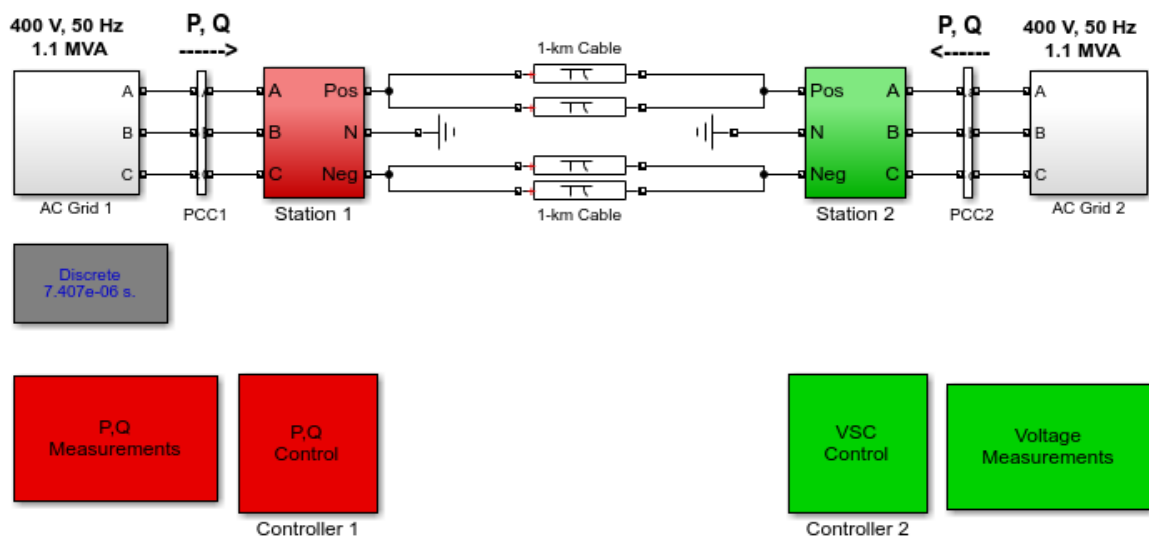 400 V, 50 Hz
1.1 MVA
P, Q
------>
1-km Cable
P, Q
<------
400 V, 50 Hz
1.1 MVA
A
B
C
A
B
C
Pos
N
Neg
Pos
N
Neg
A
B
C
A
B
C
AC Grid 1
PCC1
Station 1
1-km Cable
Station 2
PCC2
AC Grid 2
Discrete
7.407e-06 s.
P,Q
Measurements
P,Q
Control
VSC
Control
Voltage
Measurements
Controller 1
Controller 2